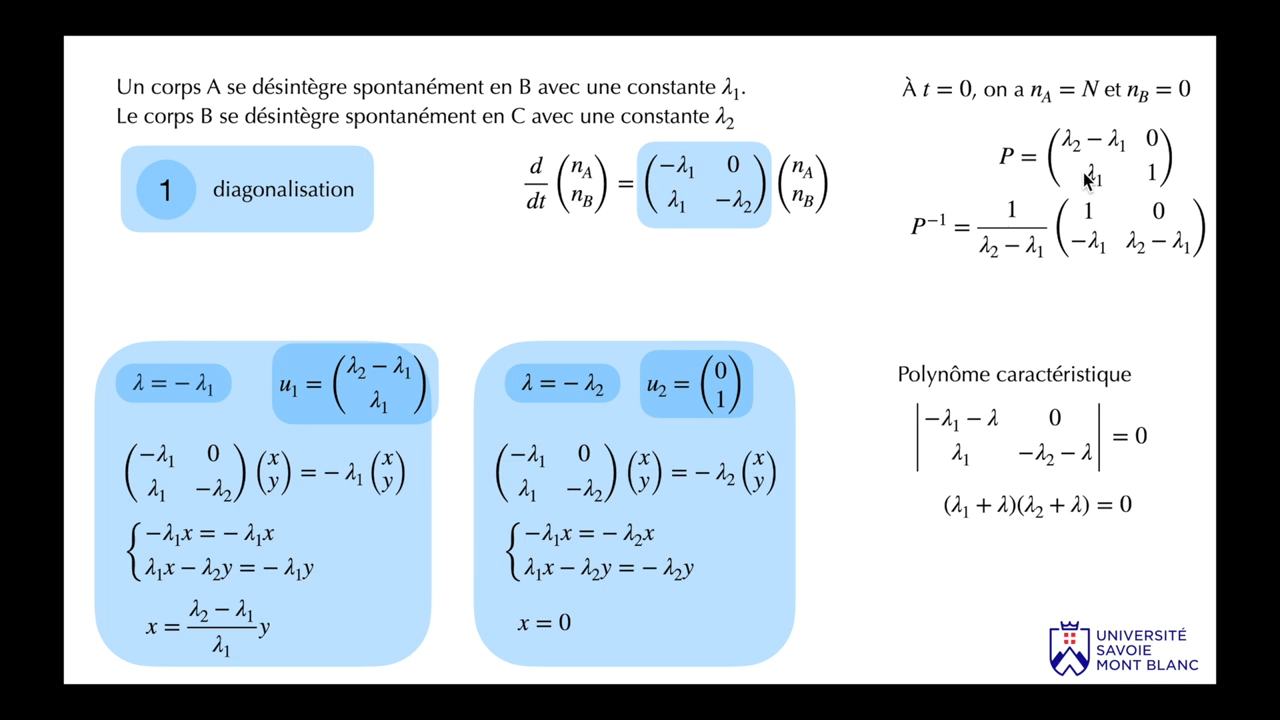 Un corps A se désintègre spontanément en B avec une constante λ₁.
Le corps B se désintègre spontanément en C avec une constante λ₂
1 diagonalisation
d/dt (n_A ; n_B) = (−λ₁ 0 ; λ₁ −λ₂) (n_A ; n_B)
À t = 0, on a n_A = N et n_B = 0
P = (λ₂ − λ₁ 0 ; λ₁ 1)
P⁻¹ = 1/(λ₂ − λ₁) (1 0 ; −λ₁ λ₂ − λ₁)
λ = − λ₁
u₁ = (λ₂ − λ₁ ; λ₁)
(−λ₁ 0 ; λ₁ −λ₂) (x ; y) = − λ₁ (x ; y)
{ −λ₁x = − λ₁x
λ₁x − λ₂y = − λ₁y
x = (λ₂ − λ₁)/λ₁ y
λ = − λ₂
u₂ = (0 ; 1)
(−λ₁ 0 ; λ₁ −λ₂) (x ; y) = − λ₂ (x ; y)
{ −λ₁x = − λ₂x
λ₁x − λ₂y = − λ₂y
x = 0
Polynôme caractéristique
|−λ₁ − λ 0 ; λ₁ −λ₂ − λ| = 0
(λ₁ + λ)(λ₂ + λ) = 0
UNIVERSITÉ
SAVOIE
MONT BLANC